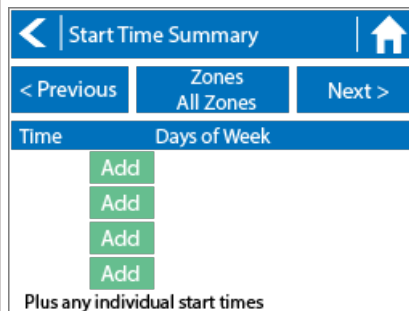 Start Time Summary
< Previous
Zones
All Zones
Next >
Time Days of Week
Add
Add
Add
Add
Plus any individual start times